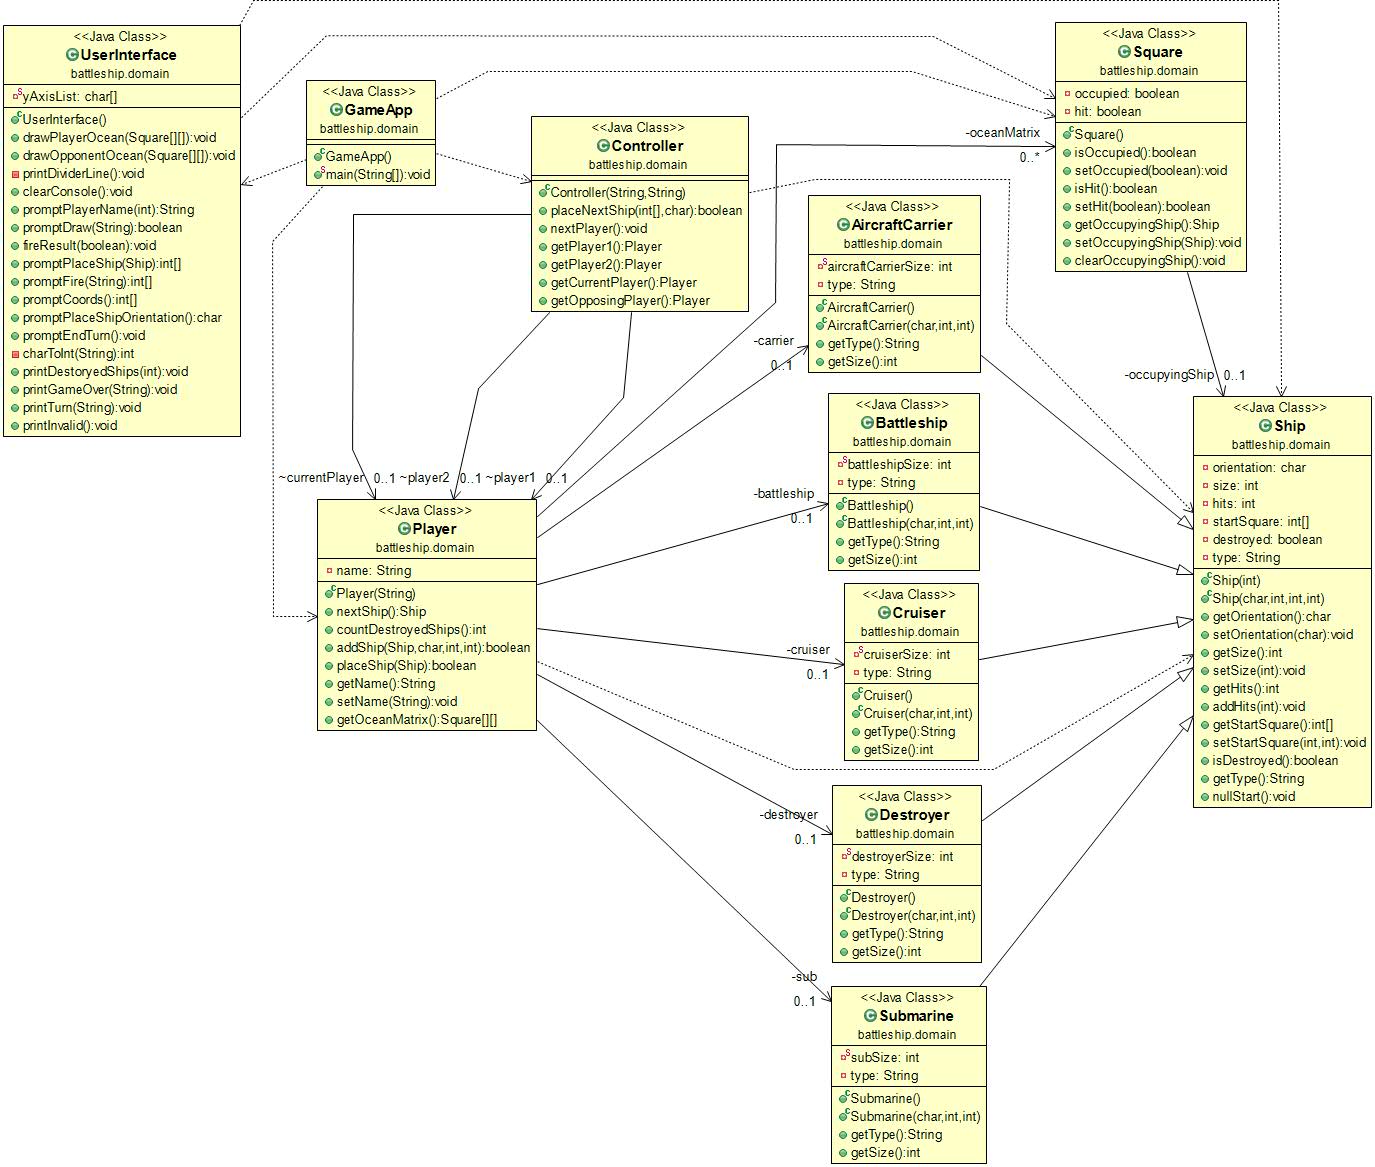 <<Java Class>>
UserInterface
battleship.domain
yAxisList: char[]
UserInterface()
drawPlayerOcean(Square[][]):void
drawOpponentOcean(Square[][]):void
printDividerLine():void
clearConsole():void
promptPlayerName(int):String
promptDraw(String):boolean
fireResult(boolean):void
promptPlaceShip(Ship):int[]
promptFire(String):int[]
promptCoords():int[]
promptPlaceShipOrientation():char
promptEndTurn():void
charToInt(String):int
printDestoryedShips(int):void
printGameOver(String):void
printTurn(String):void
printInvalid():void
<<Java Class>>
GameApp
battleship.domain
GameApp()
main(String[]):void
<<Java Class>>
Controller
battleship.domain
Controller(String,String)
placeNextShip(int[],char):boolean
nextPlayer():void
getPlayer1():Player
getPlayer2():Player
getCurrentPlayer():Player
getOpposingPlayer():Player
<<Java Class>>
Square
battleship.domain
occupied: boolean
hit: boolean
Square()
isOccupied():boolean
setOccupied(boolean):void
isHit():boolean
setHit(boolean):boolean
getOccupyingShip():Ship
setOccupyingShip(Ship):void
clearOccupyingShip():void
-oceanMatrix
0..*
<<Java Class>>
AircraftCarrier
battleship.domain
aircraftCarrierSize: int
type: String
AircraftCarrier()
AircraftCarrier(char,int,int)
getType():String
getSize():int
-carrier
0..1
-occupyingShip
0..1
<<Java Class>>
Battleship
battleship.domain
battleshipSize: int
type: String
Battleship()
Battleship(char,int,int)
getType():String
getSize():int
-battleship
0..1
<<Java Class>>
Ship
battleship.domain
orientation: char
size: int
hits: int
startSquare: int[]
destroyed: boolean
type: String
Ship(int)
Ship(char,int,int,int)
getOrientation():char
setOrientation(char):void
getSize():int
setSize(int):void
getHits():int
addHits(int):void
getStartSquare():int[]
setStartSquare(int,int):void
isDestroyed():boolean
getType():String
nullStart():void
~currentPlayer
0..1
~player2
0..1
~player1
0..1
<<Java Class>>
Player
battleship.domain
name: String
Player(String)
nextShip():Ship
countDestroyedShips():int
addShip(Ship,char,int,int):boolean
placeShip(Ship):boolean
getName():String
setName(String):void
getOceanMatrix():Square[][]
<<Java Class>>
Cruiser
battleship.domain
cruiserSize: int
type: String
Cruiser()
Cruiser(char,int,int)
getType():String
getSize():int
-cruiser
0..1
<<Java Class>>
Destroyer
battleship.domain
destroyerSize: int
type: String
Destroyer()
Destroyer(char,int,int)
getType():String
getSize():int
-destroyer
0..1
<<Java Class>>
Submarine
battleship.domain
subSize: int
type: String
Submarine()
Submarine(char,int,int)
getType():String
getSize():int
-sub
0..1